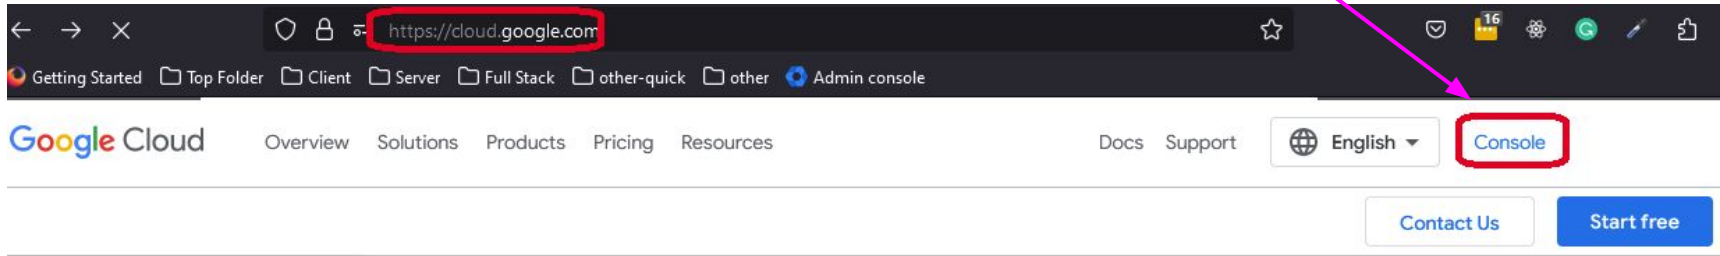 https://cloud.google.com
16
G
Getting Started Top Folder Client Server Full Stack other-quick other Admin console
Google Cloud Overview Solutions Products Pricing Resources Docs Support English Console
Contact Us Start free